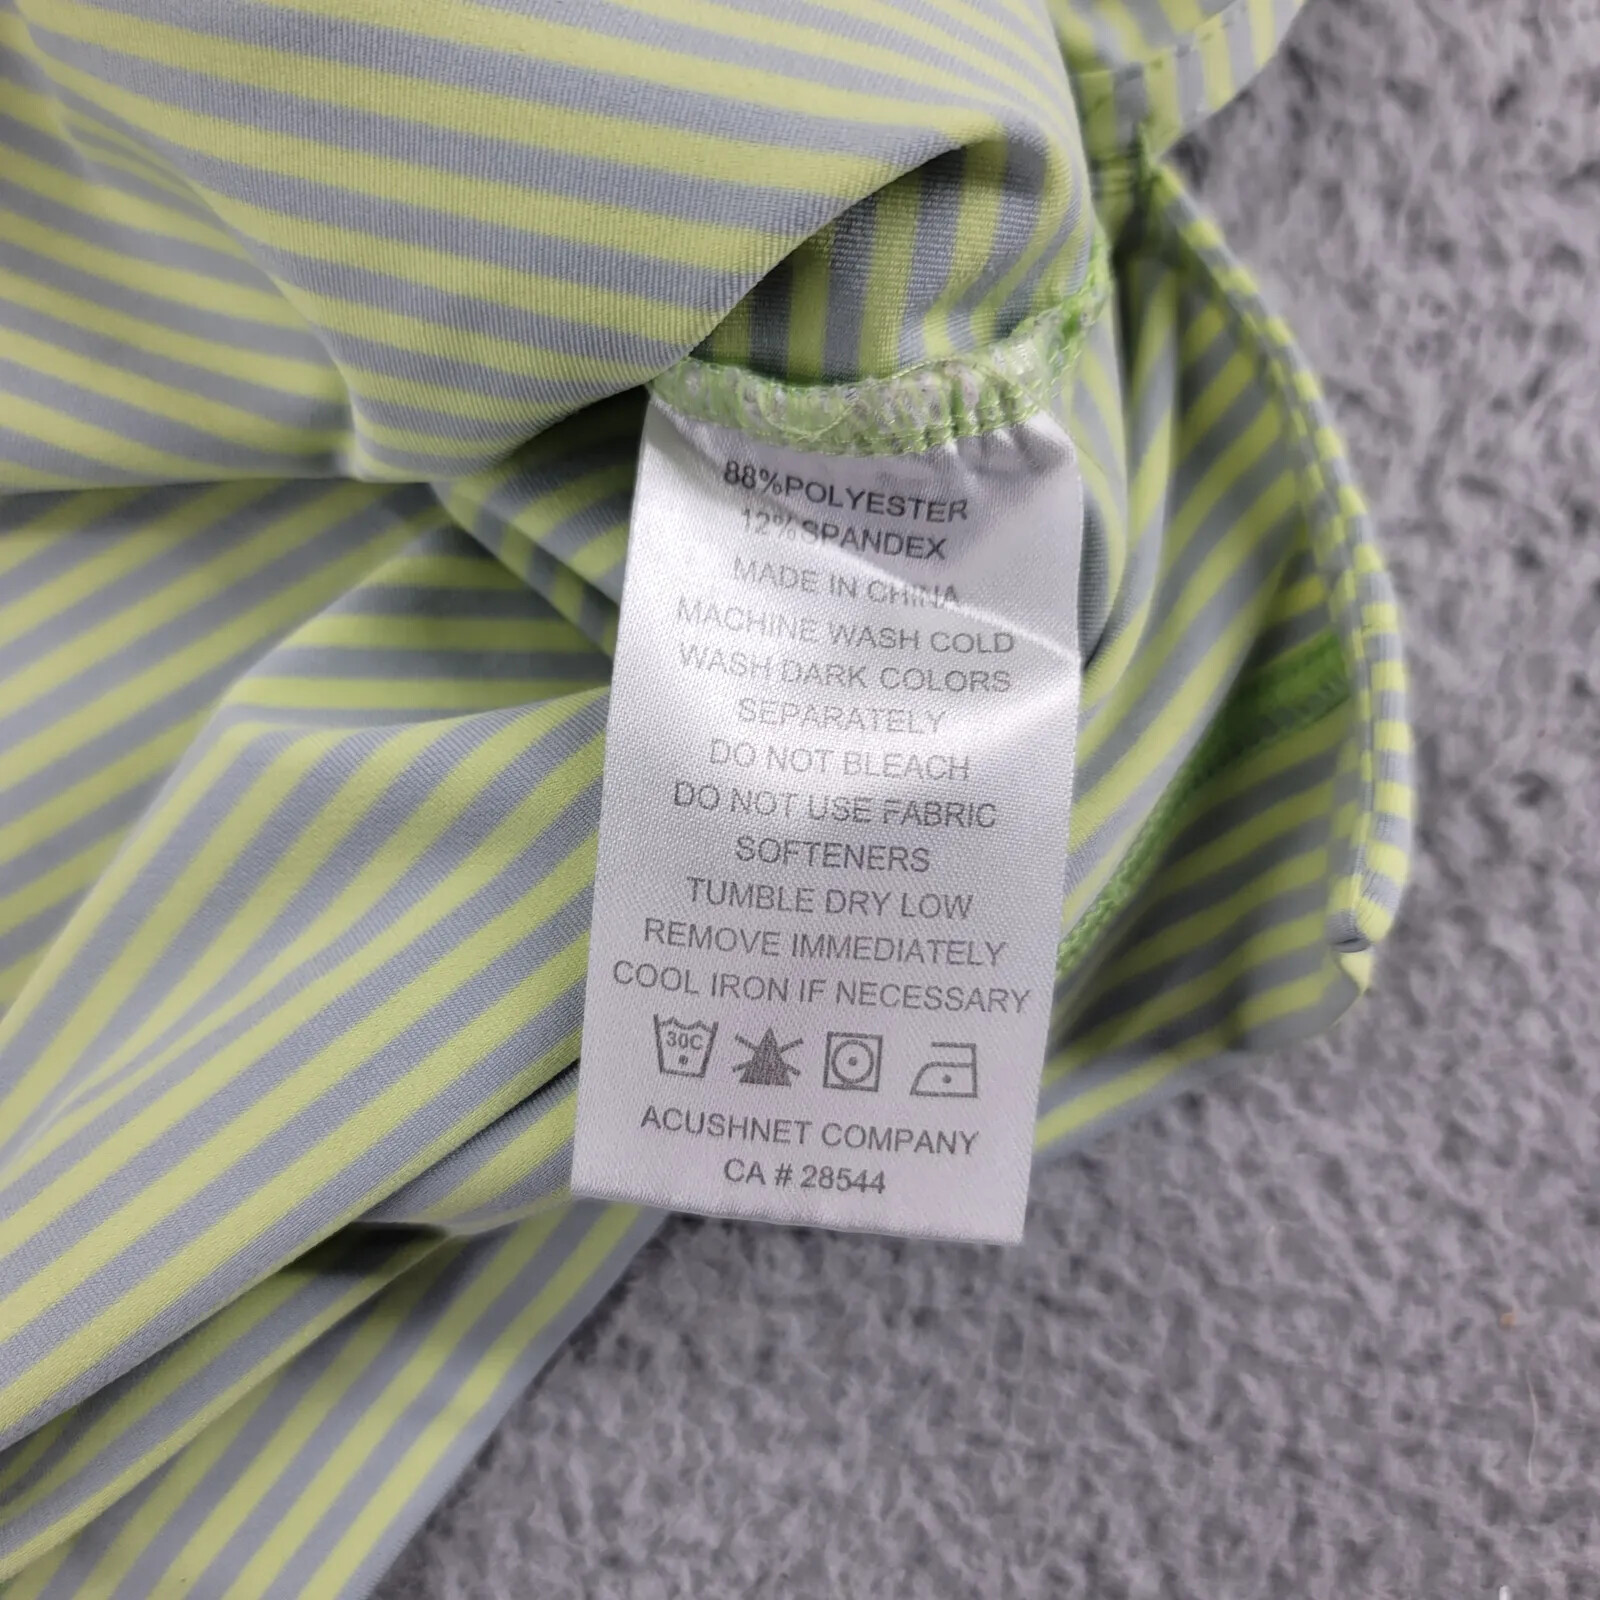 88%POLYESTER
12%SPANDEX
MADE IN CHINA
MACHINE WASH COLD
WASH DARK COLORS
SEPARATELY
DO NOT BLEACH
DO NOT USE FABRIC
SOFTENERS
TUMBLE DRY LOW
REMOVE IMMEDIATELY
COOL IRON IF NECESSARY
30C
ACUSHNET COMPANY
CA # 28544